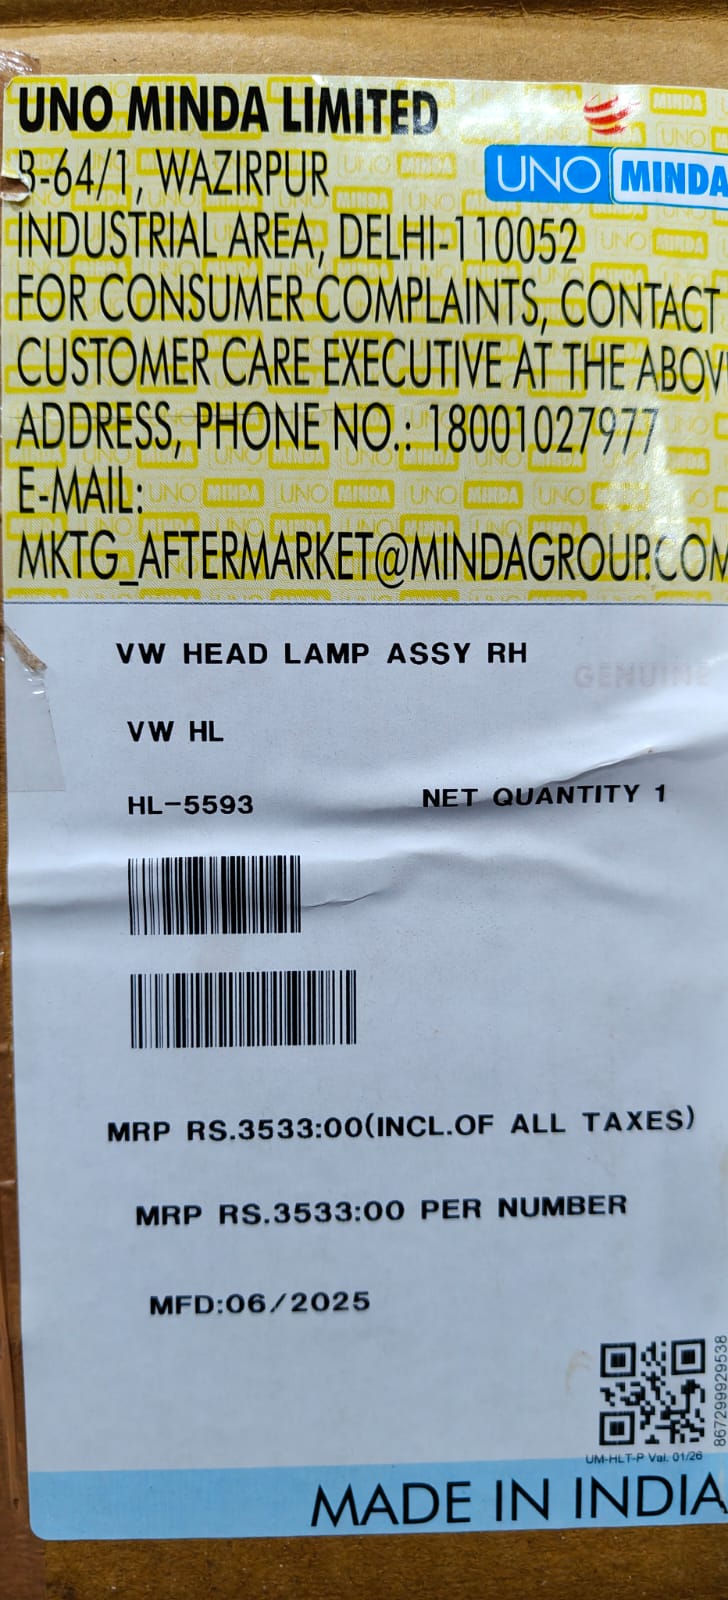 UNO MINDA LIMITED
UNO MINDA
B-64/1, WAZIRPUR
INDUSTRIAL AREA, DELHI-110052
FOR CONSUMER COMPLAINTS, CONTACT
CUSTOMER CARE EXECUTIVE AT THE ABOV
ADDRESS, PHONE NO.: 18001027977
E-MAIL:
MKTG_AFTERMARKET@MINDAGROUP.COM
VW HEAD LAMP ASSY RH
GENUINE
VW HL
HL-5593 NET QUANTITY 1
MRP RS.3533:00(INCL.OF ALL TAXES)
MRP RS.3533:00 PER NUMBER
MFD:06/2025
867299929538
UM-HLT-P Val. 01/26
MADE IN INDIA